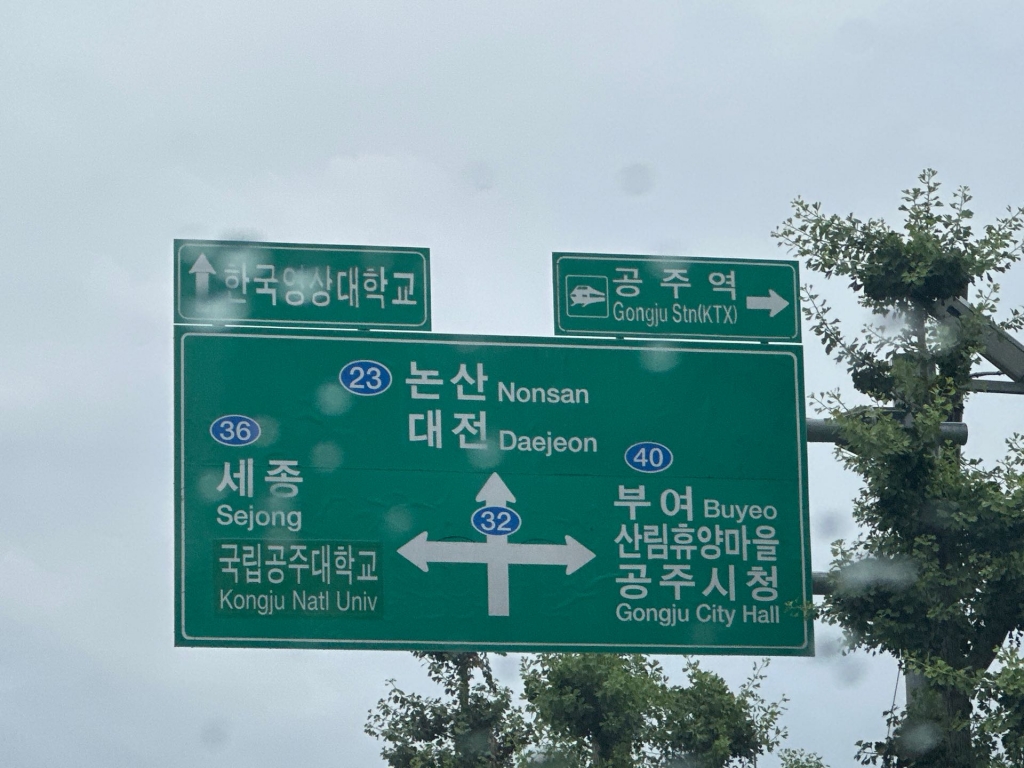 한국영상대학교
공주역
Gongju Stn(KTX)
23 논산 Nonsan
대전 Daejeon
36
세종
Sejong
국립공주대학교
Kongju Natl Univ
32
40
부여 Buyeo
산림휴양마을
공주시청
Gongju City Hall